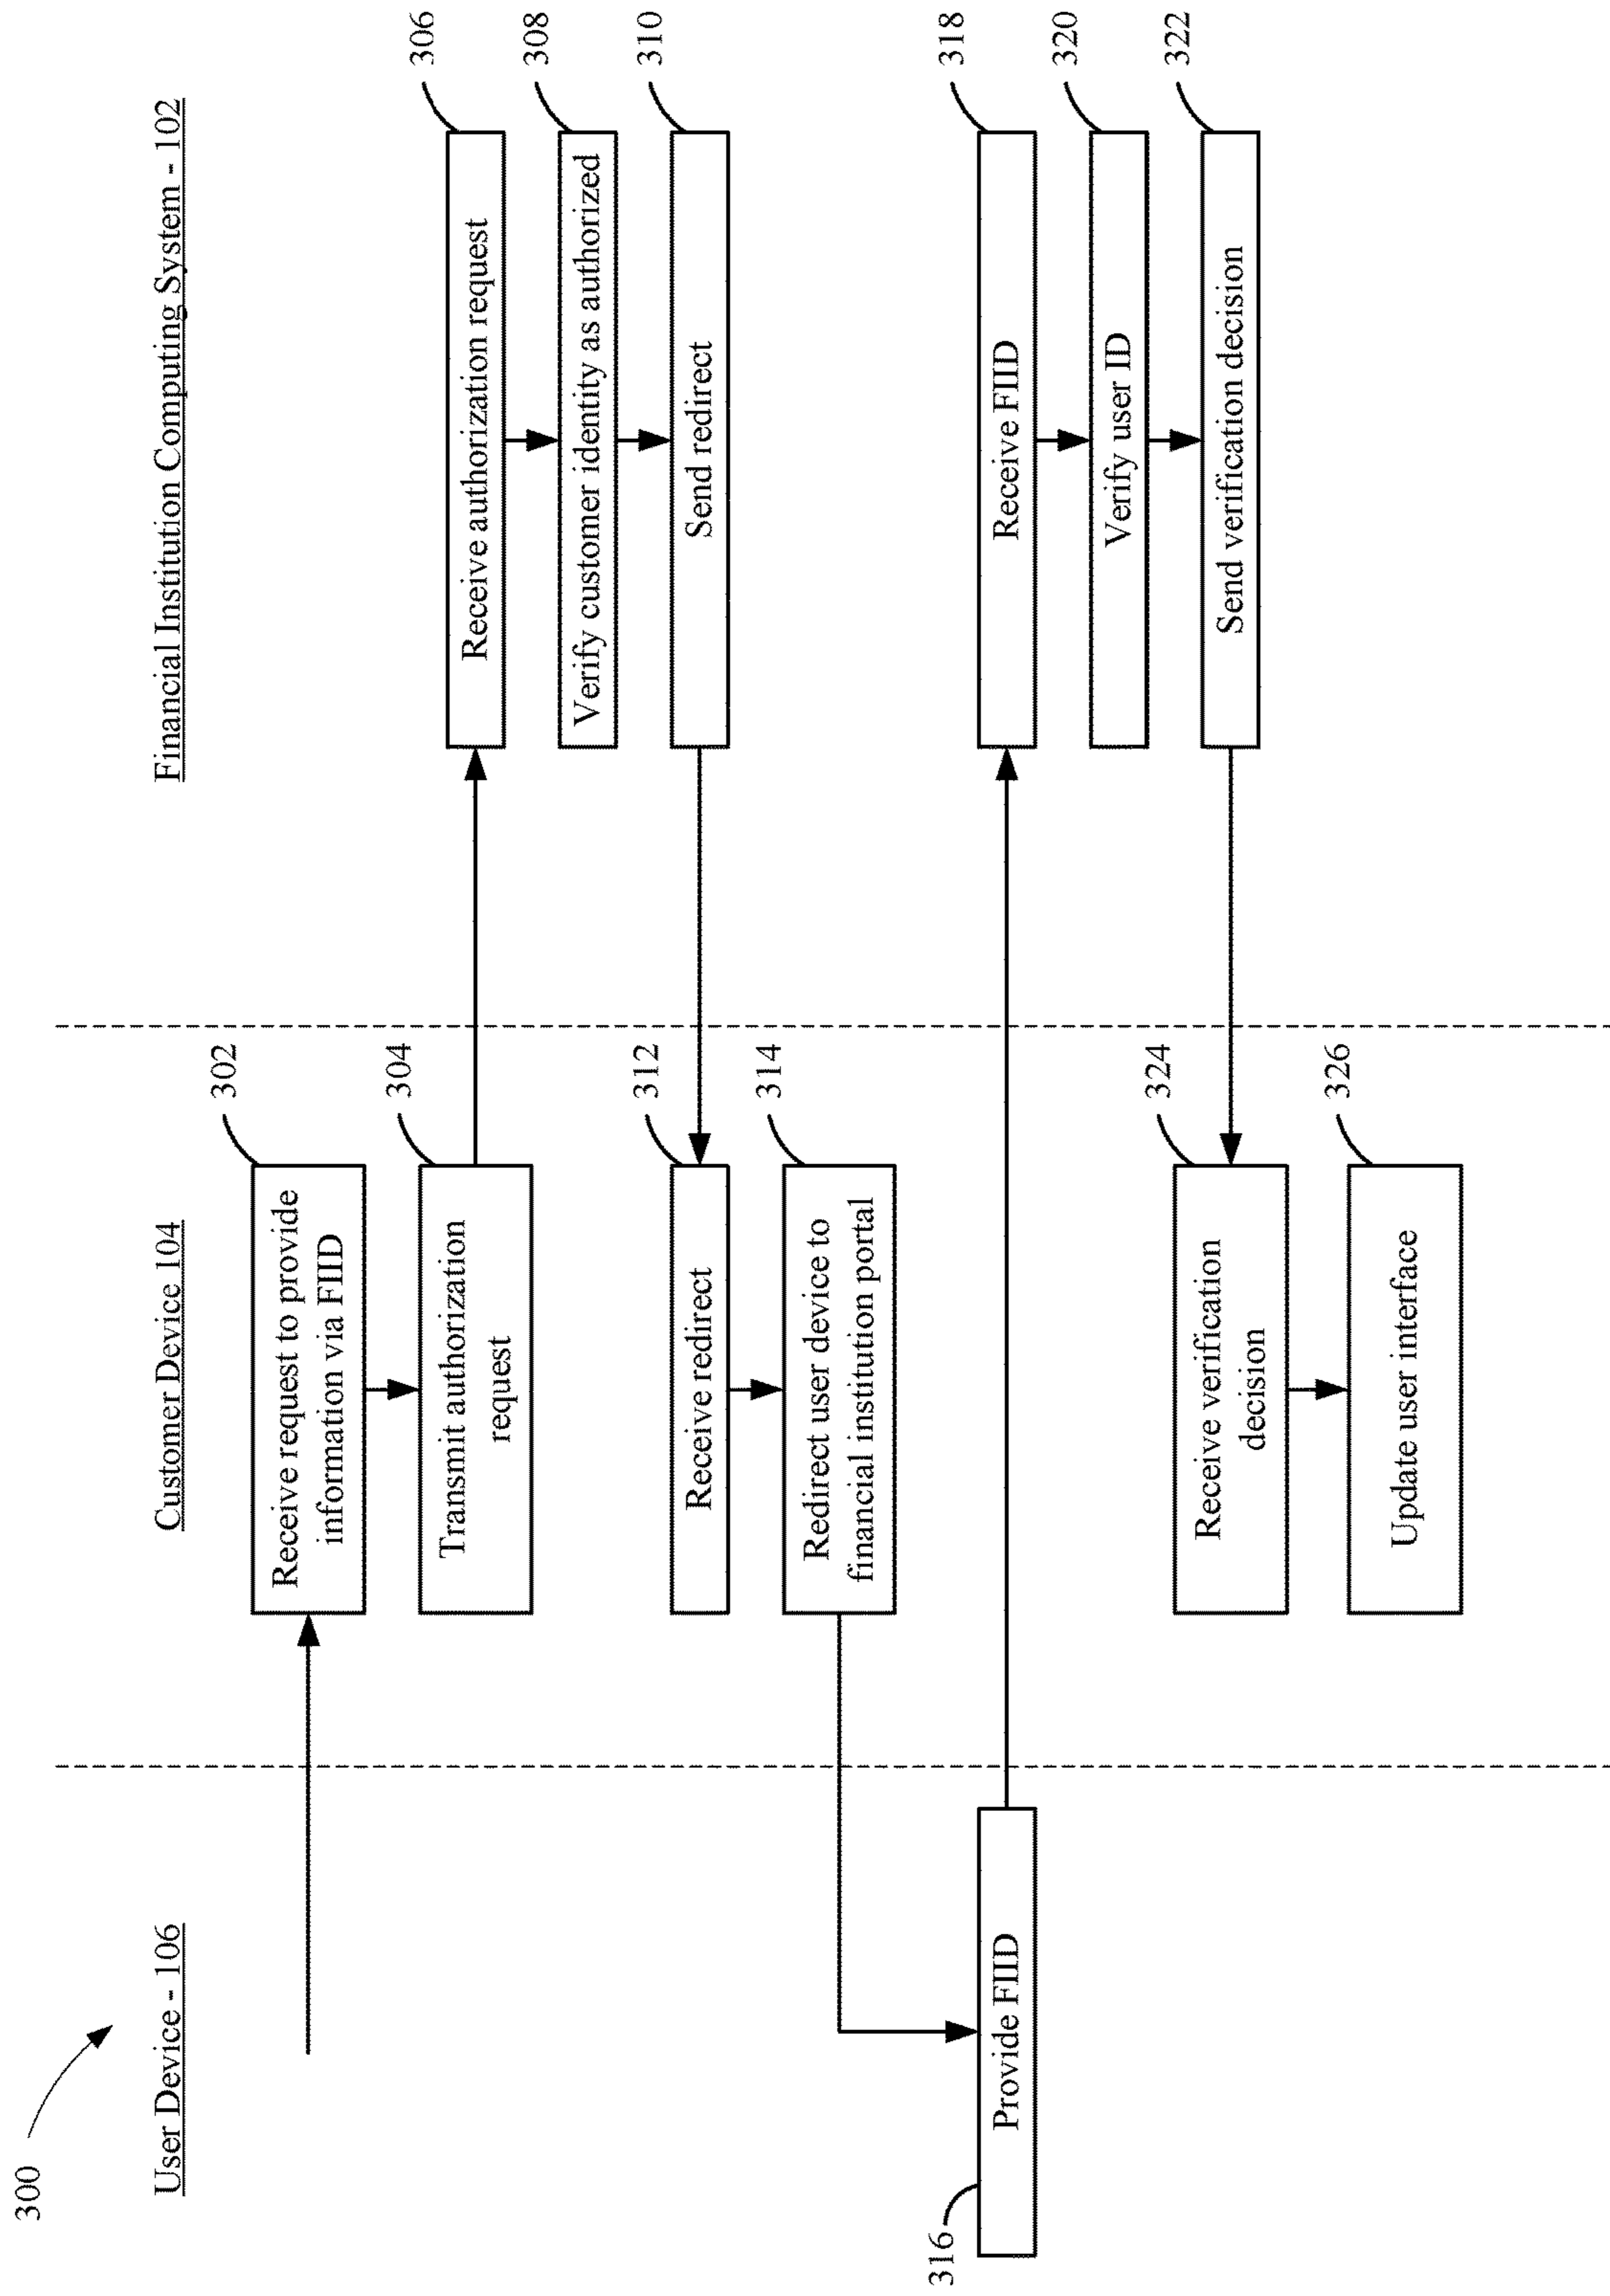 300
User Device - 106
Customer Device 104
Financial Institution Computing System - 102
302
Receive request to provide
information via FIID
304
Transmit authorization
request
306
Receive authorization request
308
Verify customer identity as authorized
310
Send redirect
312
Receive redirect
314
Redirect user device to
financial institution portal
316
Provide FIID
318
Receive FIID
320
Verify user ID
322
Send verification decision
324
Receive verification
decision
326
Update user interface